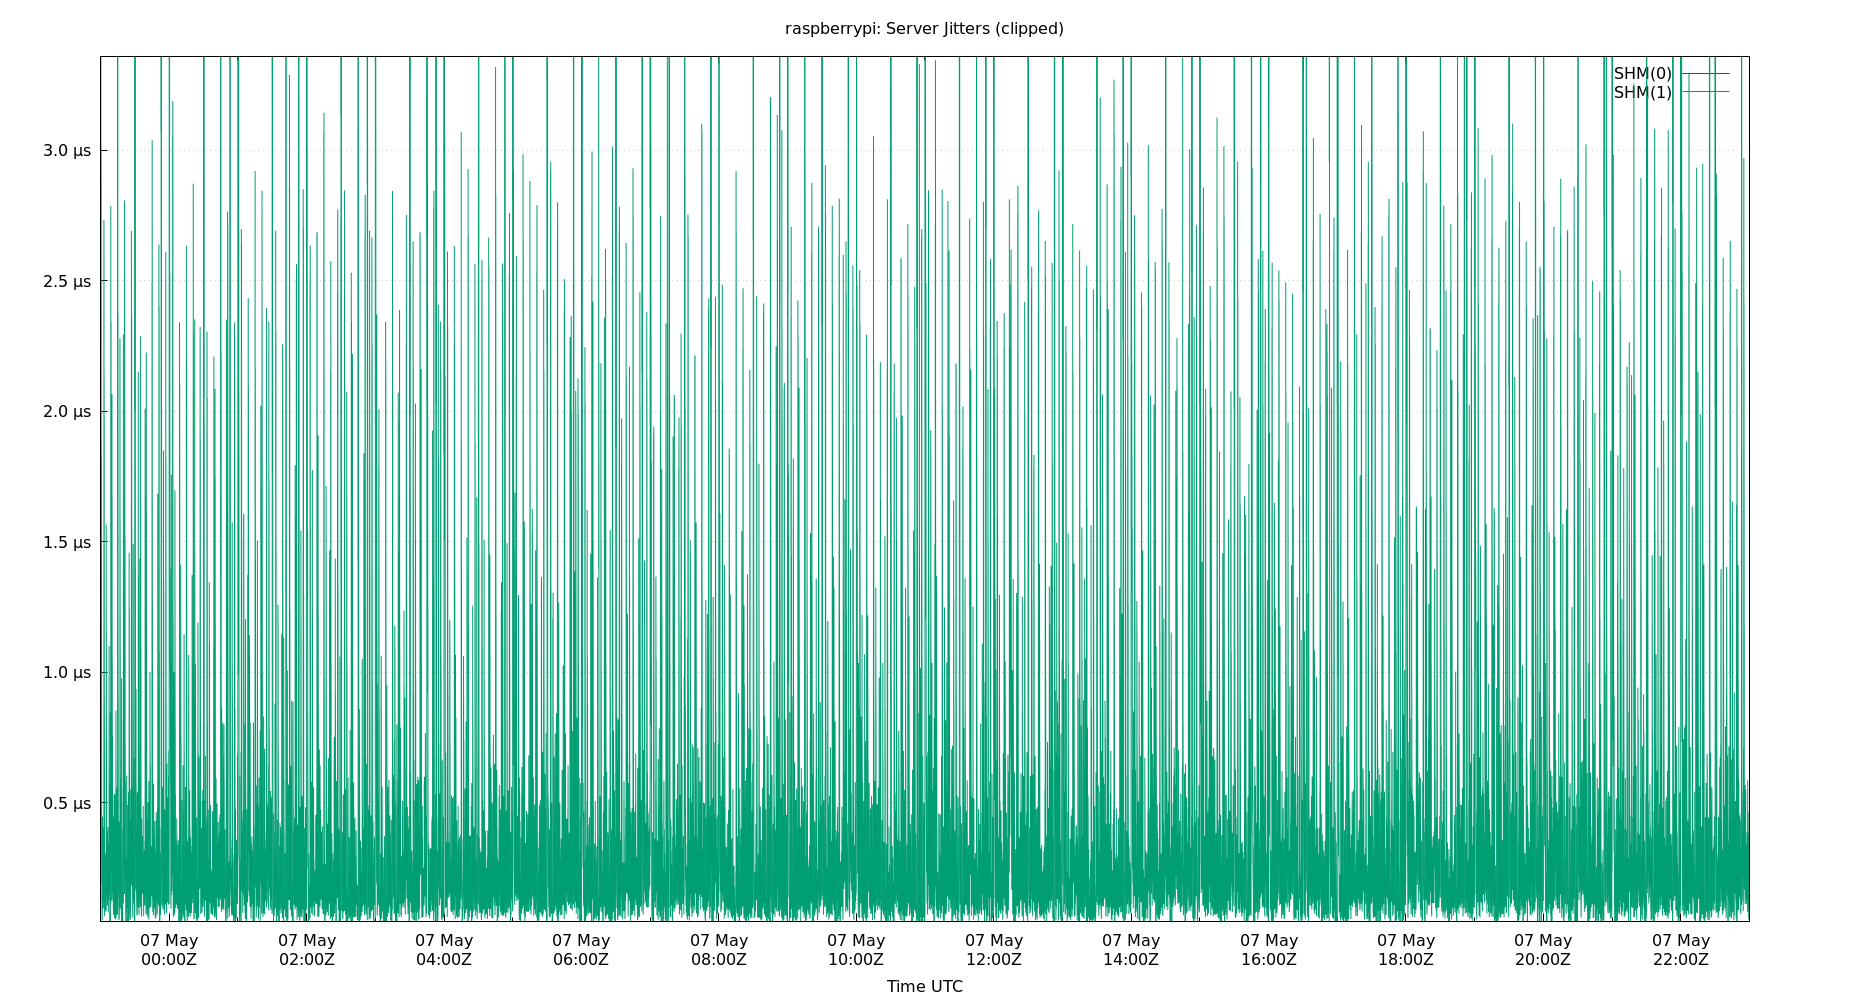 raspberrypi: Server Jitters (clipped)
SHM(0)
SHM(1)
3.0 µs
2.5 µs
2.0 µs
1.5 µs
1.0 µs
0.5 µs
07 May 07 May 07 May 07 May 07 May 07 May 07 May 07 May 07 May 07 May 07 May 07 May
00:00Z 02:00Z 04:00Z 06:00Z 08:00Z 10:00Z 12:00Z 14:00Z 16:00Z 18:00Z 20:00Z 22:00Z
Time UTC